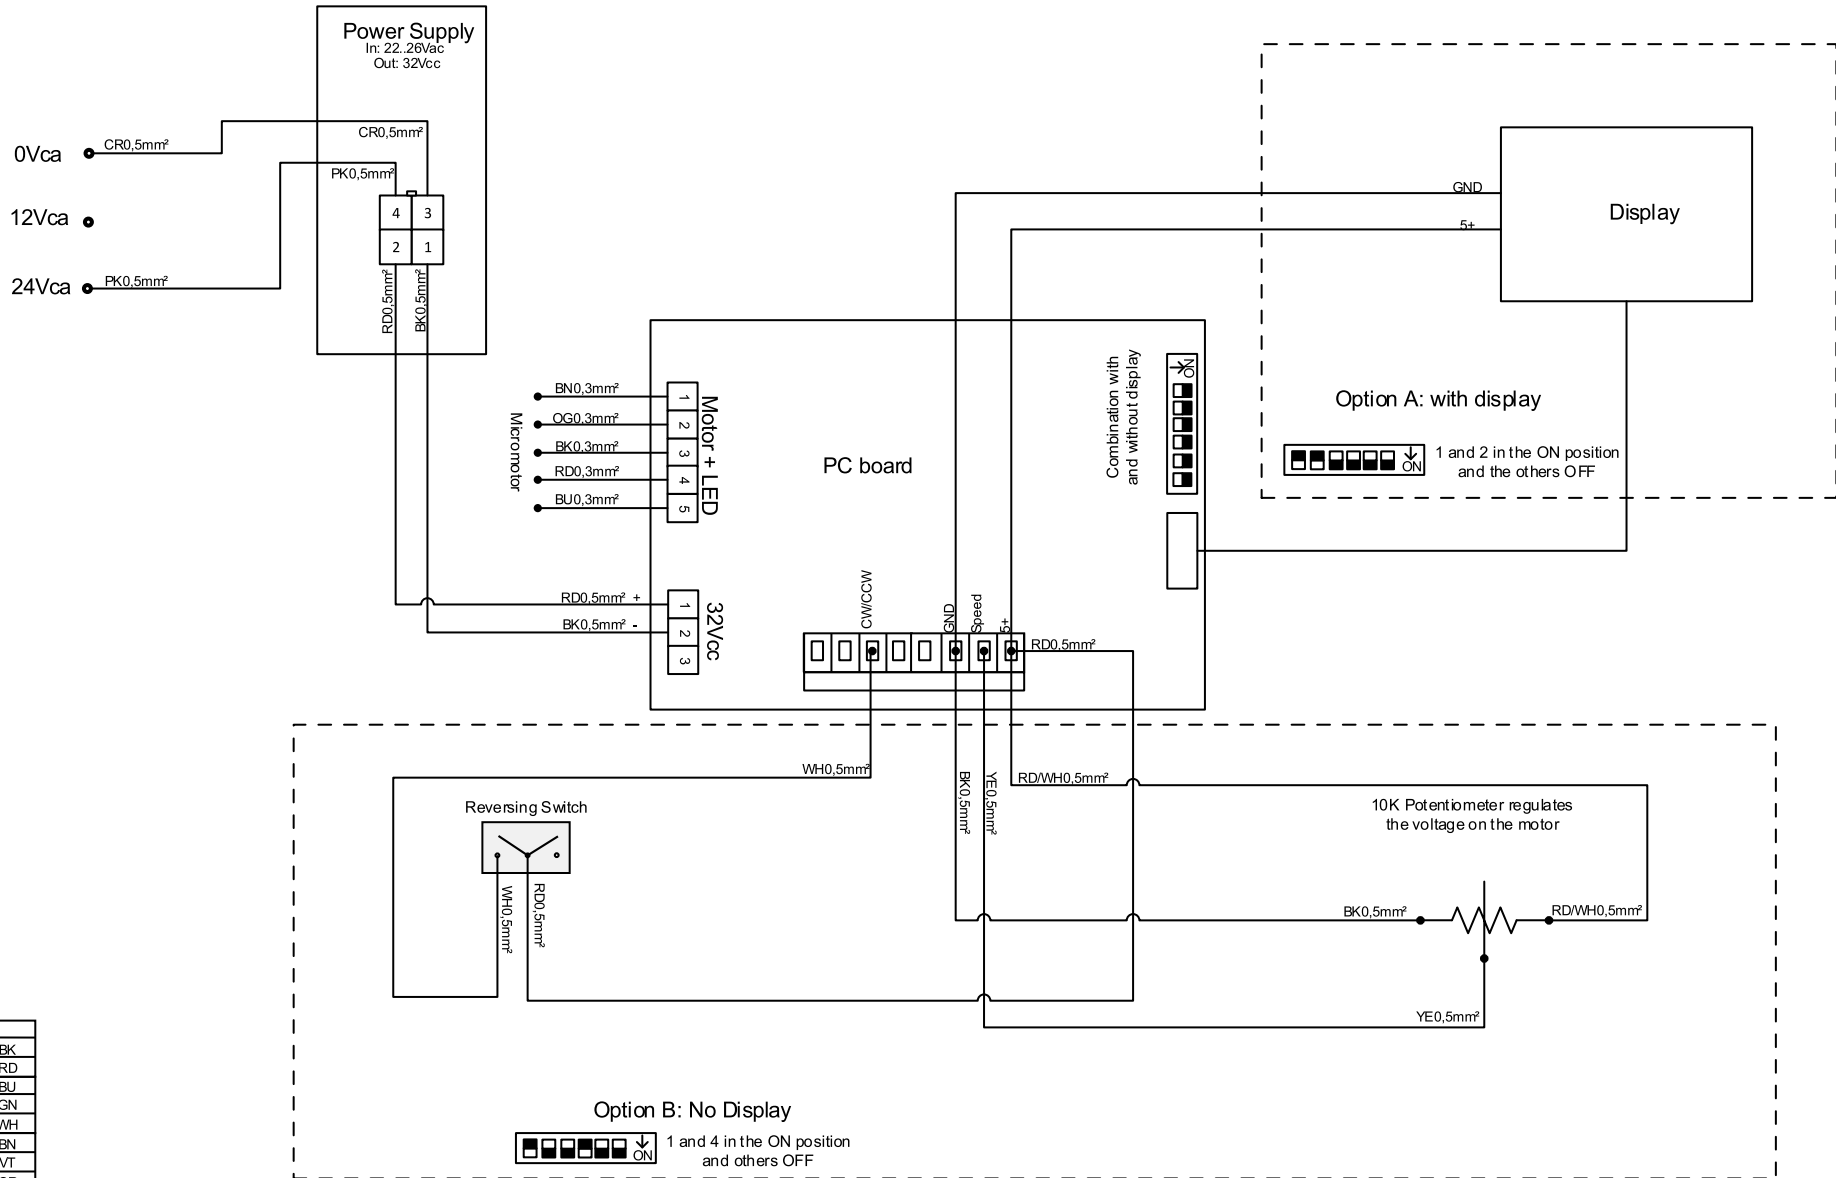 Power Supply
In: 22..26Vac
Out: 32Vcc
CR0,5mm²
PK0,5mm²
4 3
2 1
RD0,5mm²
BK0,5mm²
0Vca
CR0,5mm²
12Vca
24Vca
PK0,5mm²
Display
GND
5+
Option A: with display
ON
1 and 2 in the ON position
and the others OFF
PC board
Combination with
and without display
ON
Micromotor
BN0,3mm²
OG0,3mm²
BK0,3mm²
RD0,3mm²
BU0,3mm²
1
2
3
4
5
Motor + LED
RD0,5mm² +
BK0,5mm² -
1
2
3
32Vcc
CW/CCW
GND
Speed
5+
RD0,5mm²
WH0,5mm²
BK0,5mm²
YE0,5mm²
RD/WH0,5mm²
Reversing Switch
WH0,5mm²
RD0,5mm²
10K Potentiometer regulates
the voltage on the motor
BK0,5mm²
RD/WH0,5mm²
YE0,5mm²
Option B: No Display
ON
1 and 4 in the ON position
and others OFF
BK
RD
BU
GN
WH
BN
VT